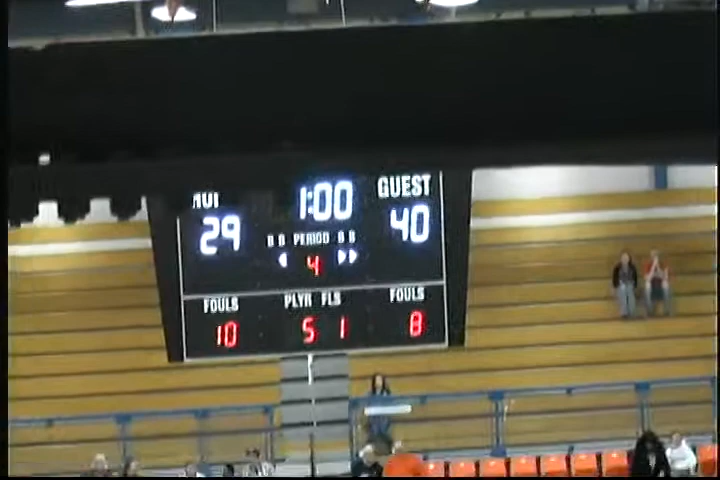 1:00 GUEST
29 40
B B PERIOD B B
4
FOULS PLYR FLS FOULS
10 5 1 8